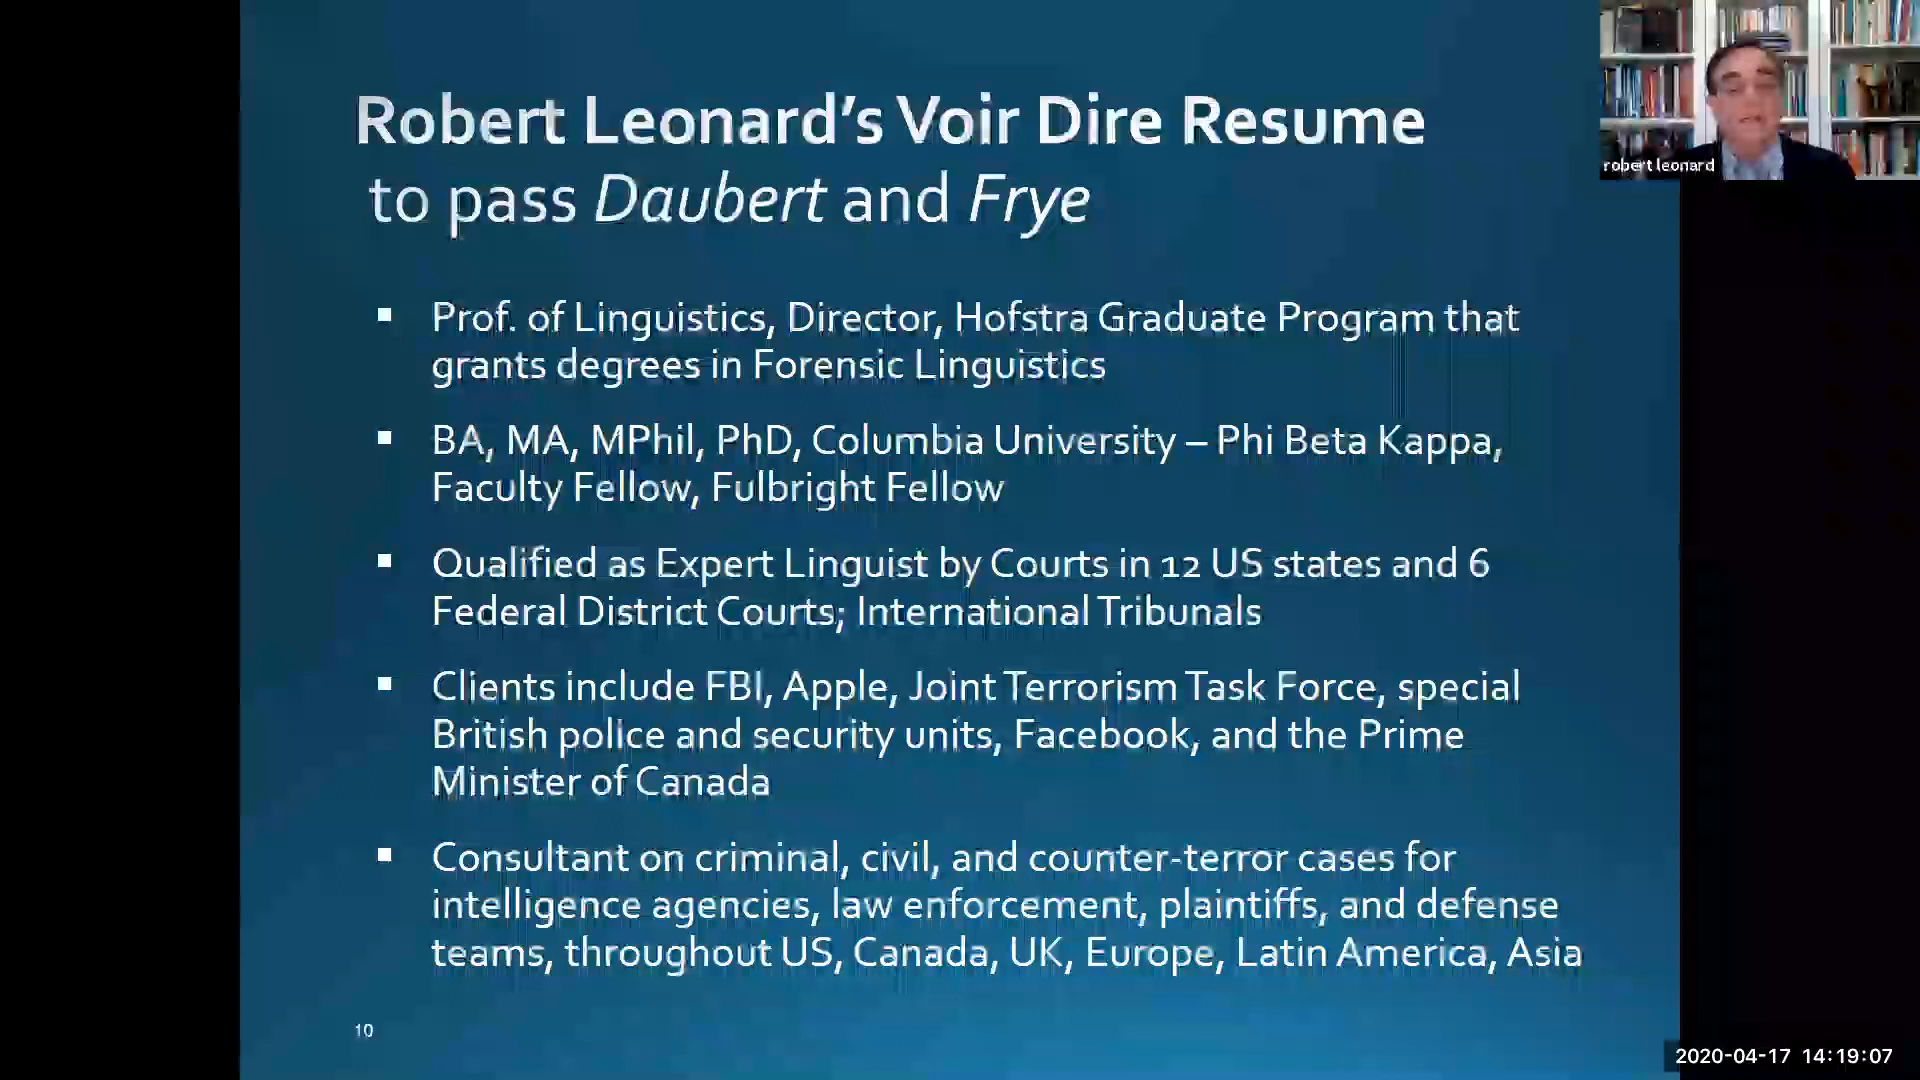 Robert Leonard's Voir Dire Resume
to pass Daubert and Frye
robert leonard
▪ Prof. of Linguistics, Director, Hofstra Graduate Program that
grants degrees in Forensic Linguistics
▪ BA, MA, MPhil, PhD, Columbia University – Phi Beta Kappa,
Faculty Fellow, Fulbright Fellow
▪ Qualified as Expert Linguist by Courts in 12 US states and 6
Federal District Courts; International Tribunals
▪ Clients include FBI, Apple, Joint Terrorism Task Force, special
British police and security units, Facebook, and the Prime
Minister of Canada
▪ Consultant on criminal, civil, and counter-terror cases for
intelligence agencies, law enforcement, plaintiffs, and defense
teams, throughout US, Canada, UK, Europe, Latin America, Asia
10
2020-04-17 14:19:07